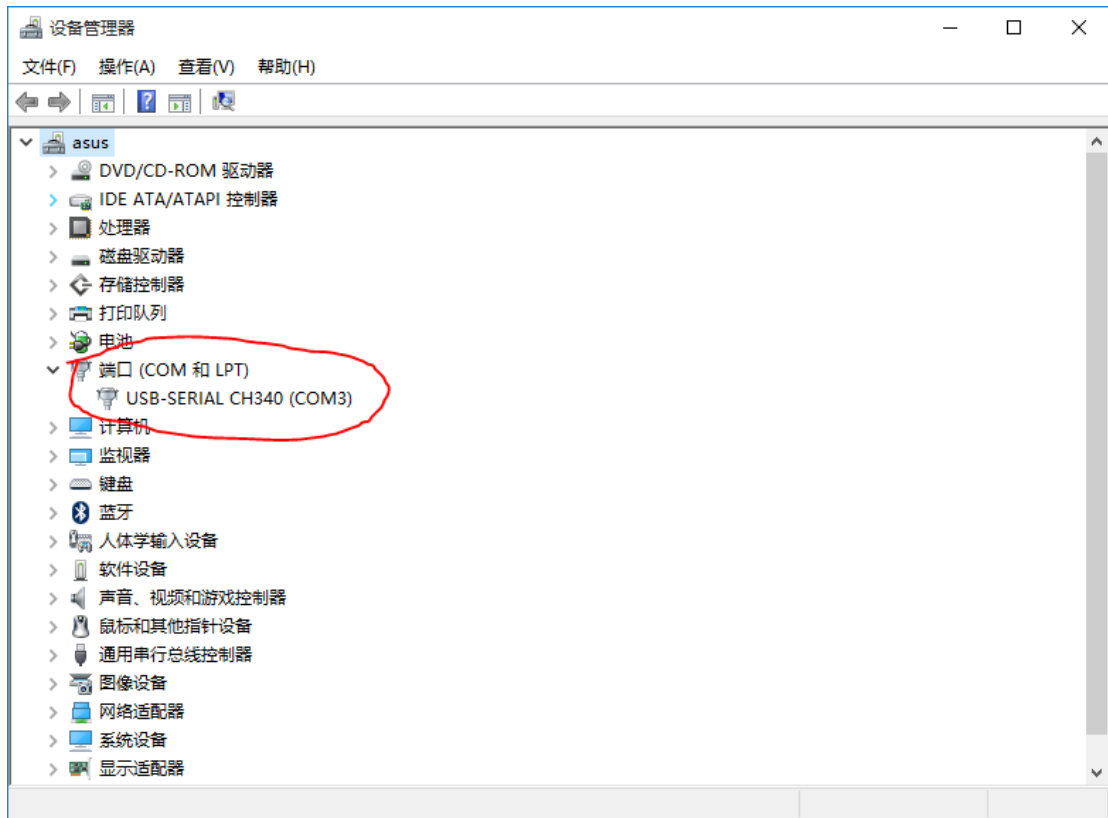 设备管理器
文件(F) 操作(A) 查看(V) 帮助(H)
asus
DVD/CD-ROM 驱动器
IDE ATA/ATAPI 控制器
处理器
磁盘驱动器
存储控制器
打印队列
电池
端口 (COM 和 LPT)
USB-SERIAL CH340 (COM3)
计算机
监视器
键盘
蓝牙
人体学输入设备
软件设备
声音、视频和游戏控制器
鼠标和其他指针设备
通用串行总线控制器
图像设备
网络适配器
系统设备
显示适配器